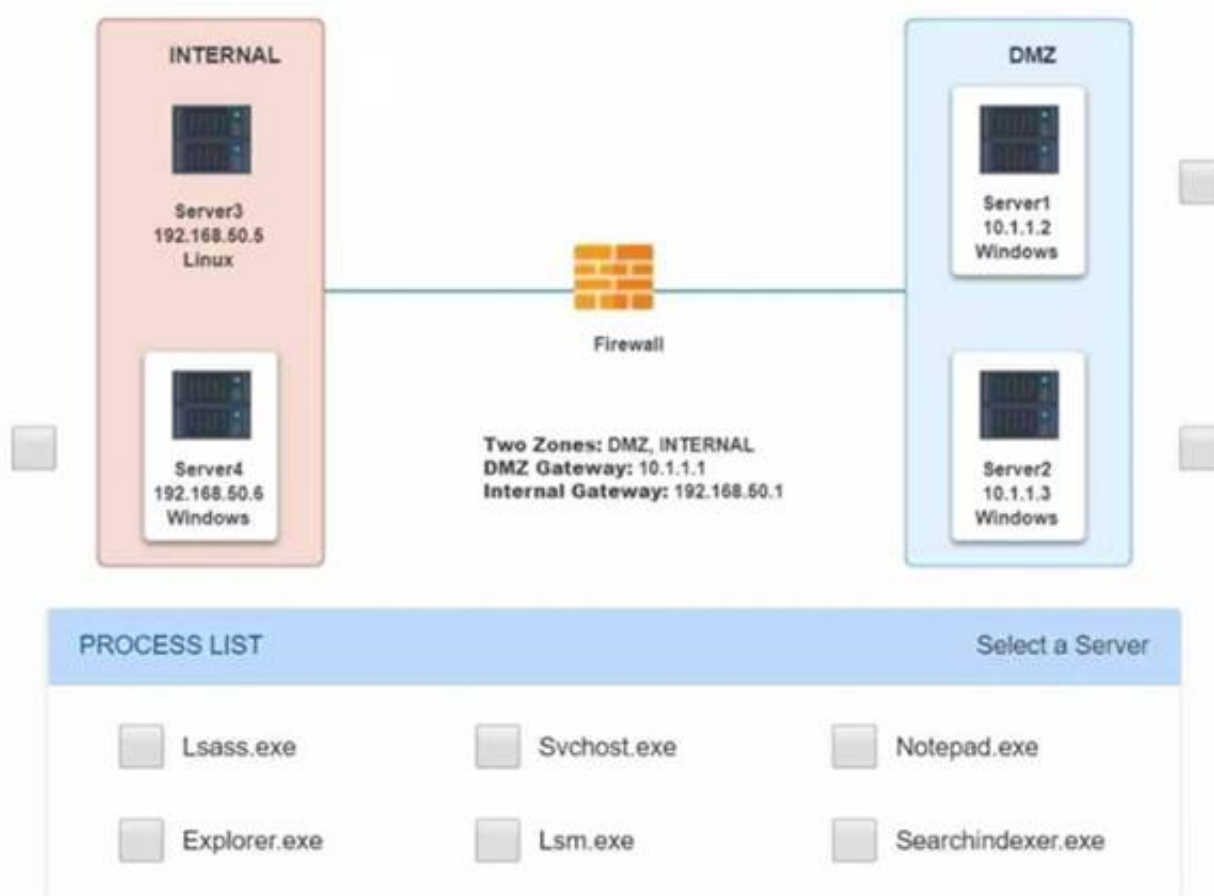 INTERNAL
Server3
192.168.50.5
Linux
Server4
192.168.50.6
Windows
Firewall
Two Zones: DMZ, INTERNAL
DMZ Gateway: 10.1.1.1
Internal Gateway: 192.168.50.1
DMZ
Server1
10.1.1.2
Windows
Server2
10.1.1.3
Windows
PROCESS LIST Select a Server
Lsass.exe Svchost.exe Notepad.exe
Explorer.exe Lsm.exe Searchindexer.exe